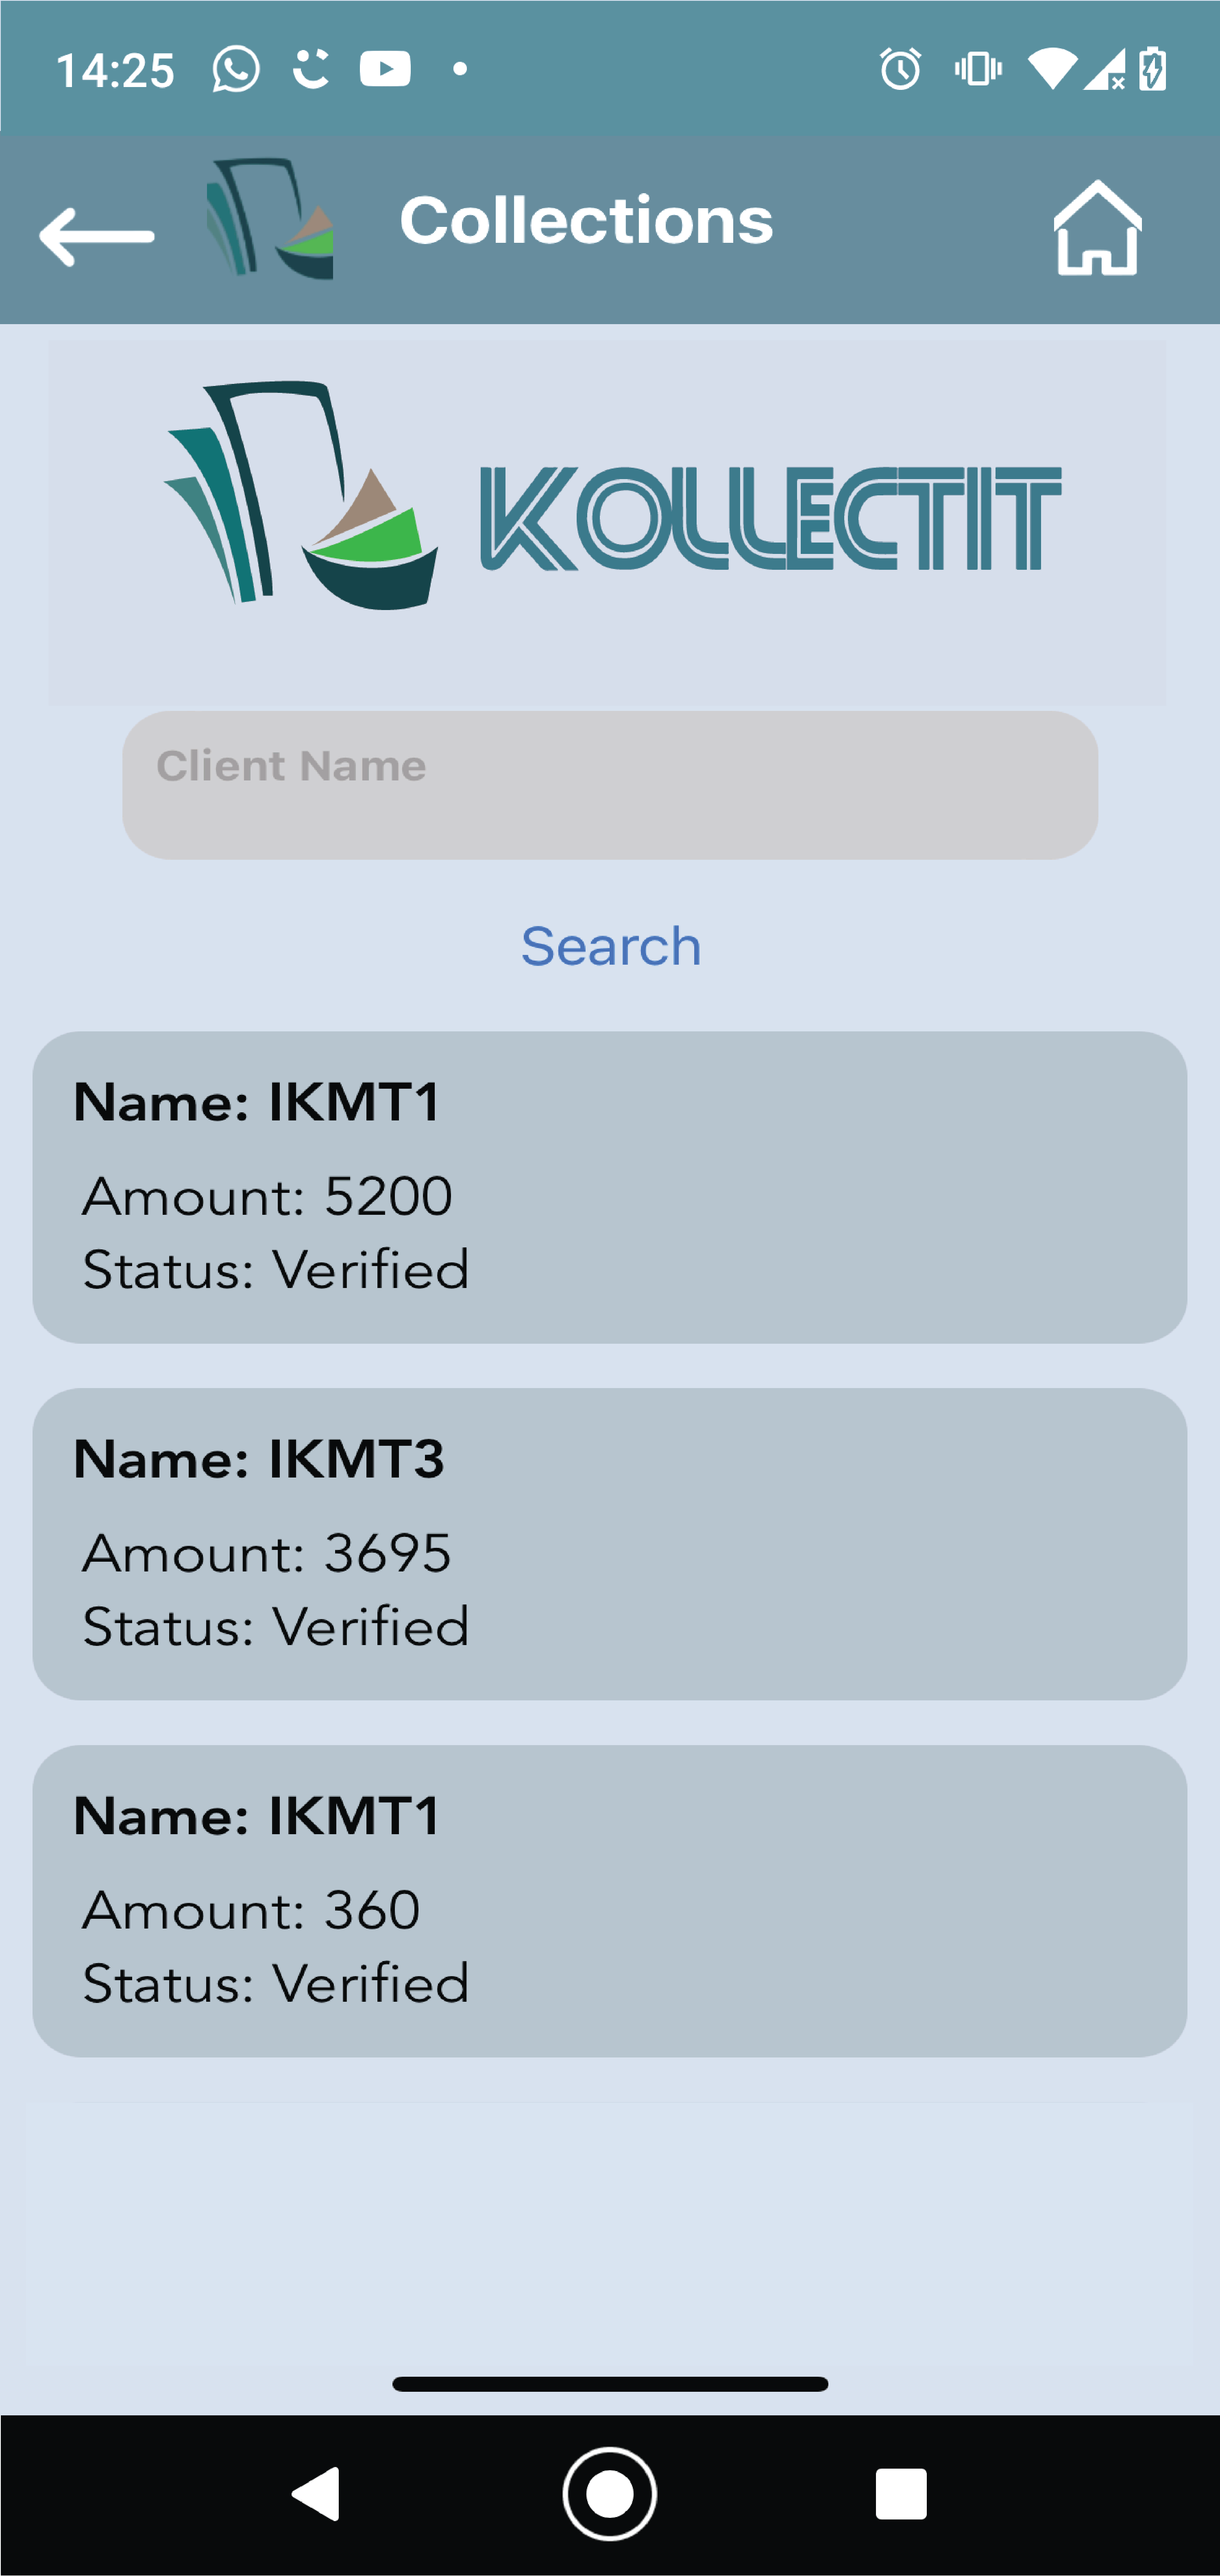 14:25
Collections
KOLLECTIT
Client Name
Search
Name: IKMT1
Amount: 5200
Status: Verified
Name: IKMT3
Amount: 3695
Status: Verified
Name: IKMT1
Amount: 360
Status: Verified